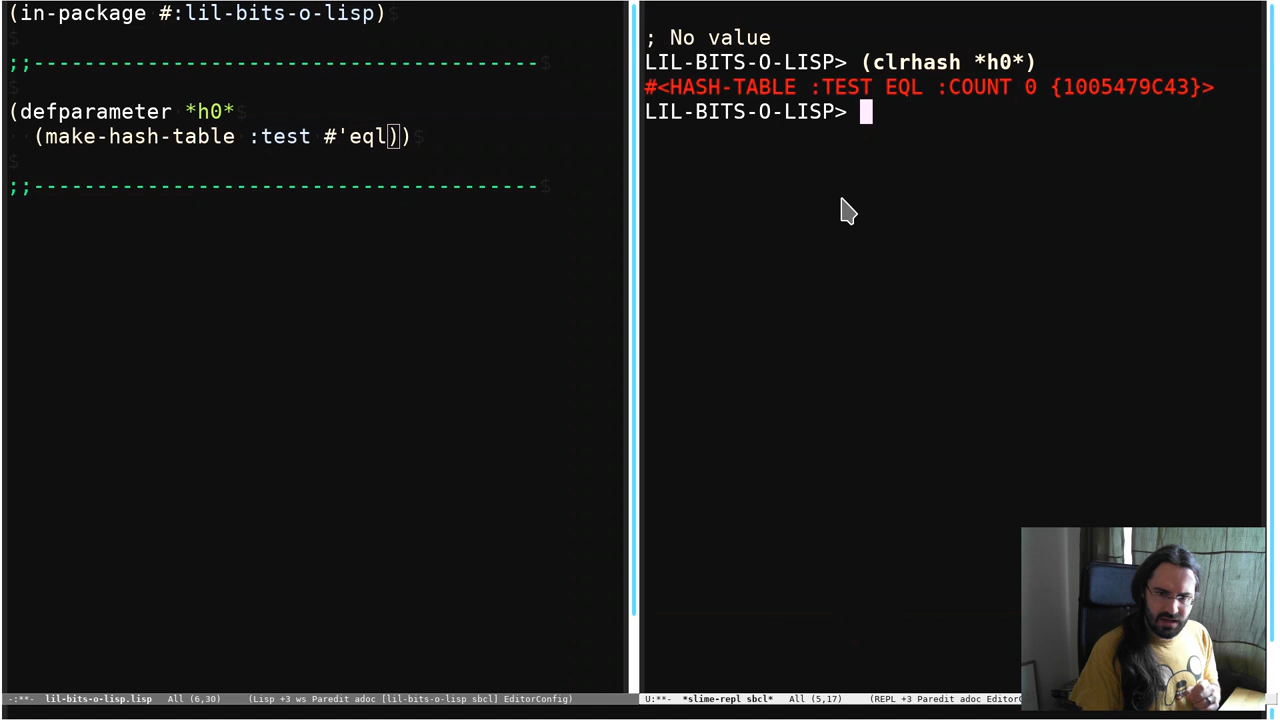 (in-package #:lil-bits-o-lisp)$
$
;;----------------------------------------$
$
(defparameter *h0*$
(make-hash-table :test #'eql))$
$
;;----------------------------------------$
-:**- lil-bits-o-lisp.lisp All (6,30) (Lisp +3 ws Paredit adoc [lil-bits-o-lisp sbcl] EditorConfig)
; No value
LIL-BITS-O-LISP> (clrhash *h0*)
#<HASH-TABLE :TEST EQL :COUNT 0 {1005479C43}>
LIL-BITS-O-LISP>
U:**- *slime-repl sbcl* All (5,17) (REPL +3 Paredit adoc EditorC